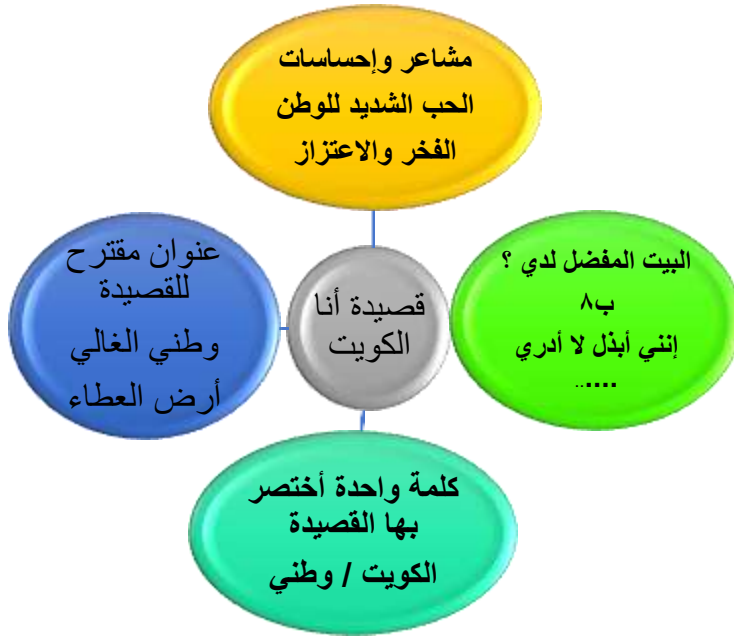 مشاعر وإحساسات
الحب الشديد للوطن
الفخر والاعتزاز
البيت المفضل لدي ؟
ب٨
إنني أبذل لا أدري
.......
قصيدة أنا
الكويت
عنوان مقترح
للقصيدة
وطني الغالي
أرض العطاء
كلمة واحدة أختصر
بها القصيدة
الكويت / وطني